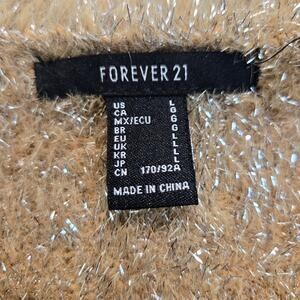 FOREVER 21
US L
CA G
MX/ECU G
BR G
EU L
UK L
KR L
JP L
CN 170/92A
MADE IN CHINA